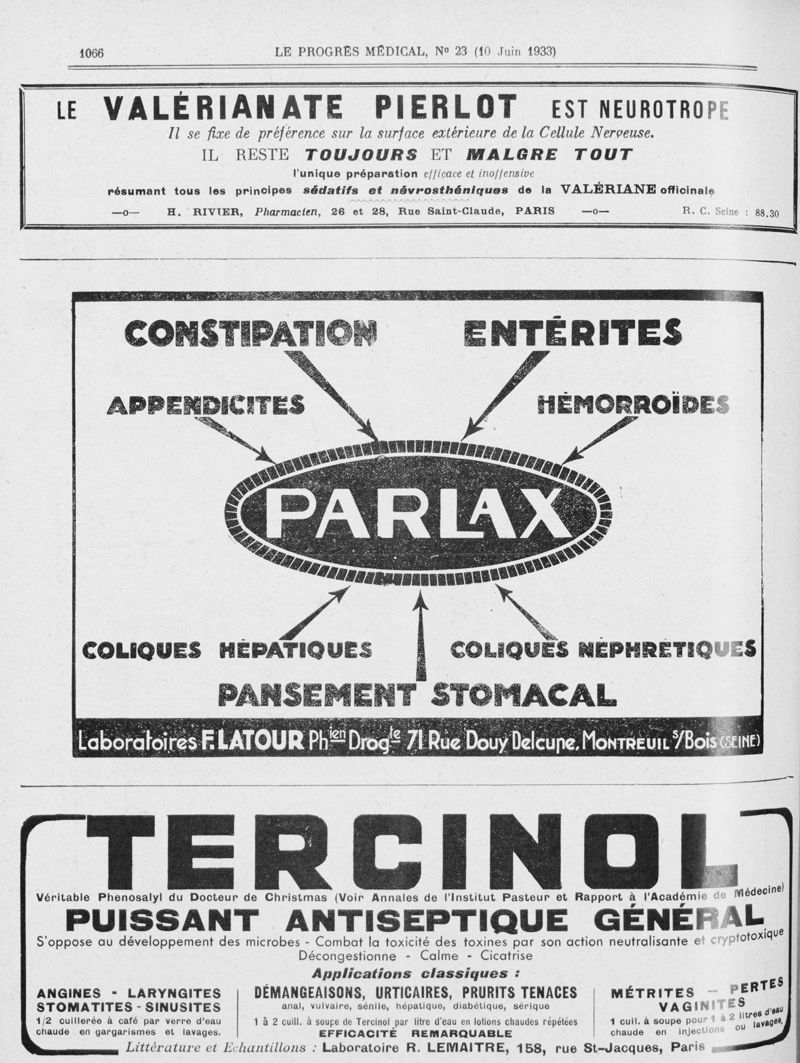 1066
LE PROGRÈS MÉDICAL, No 23 (10 Juin 1933)
LE VALÉRIANATE PIERLOT EST NEUROTROPE
Il se fixe de préférence sur la surface extérieure de la Cellule Nerveuse.
IL RESTE TOUJOURS ET MALGRE TOUT
l'unique préparation efficace et inoffensive
résumant tous les principes sédatifs et névrosthéniques de la VALÉRIANE officinale
—o— H. RIVIER, Pharmacien, 26 et 28, Rue Saint-Claude, PARIS —o— R. C. Seine : 88.30
CONSTIPATION ENTÉRITES
APPENDICITES HÉMORROÏDES
PARLAX
COLIQUES HÉPATIQUES COLIQUES NÉPHRÉTIQUES
PANSEMENT STOMACAL
Laboratoires F. LATOUR Phien Drogle 71 Rue Douy Delcupe, MONTREUIL s/Bois (SEINE)
TERCINOL
Véritable Phenosalyl du Docteur de Christmas (Voir Annales de l'Institut Pasteur et Rapport à l'Académie de Médecine)
PUISSANT ANTISEPTIQUE GÉNÉRAL
S'oppose au développement des microbes - Combat la toxicité des toxines par son action neutralisante et cryptotoxique
Décongestionne - Calme - Cicatrise
Applications classiques :
ANGINES - LARYNGITES
STOMATITES - SINUSITES
1/2 cuillerée à café par verre d'eau
chaude en gargarismes et lavages.
DÉMANGEAISONS, URTICAIRES, PRURITS TENACES
anal, vulvaire, sénile, hépatique, diabétique, sérique
1 à 2 cuill. à soupe de Tercinol par litre d'eau en lotions chaudes répétées
EFFICACITÉ REMARQUABLE
MÉTRITES — PERTES
VAGINITES
1 cuil. à soupe pour 1 à 2 litres d'eau
chaude en injections ou lavages,
Littérature et Echantillons : Laboratoire R. LEMAITRE, 158, rue St-Jacques, Paris